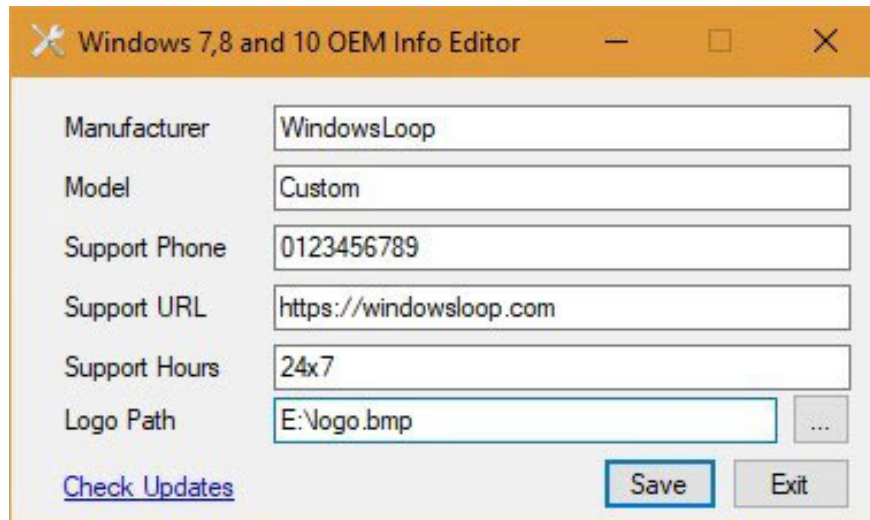 Windows 7,8 and 10 OEM Info Editor
Manufacturer WindowsLoop
Model Custom
Support Phone 0123456789
Support URL https://windowsloop.com
Support Hours 24x7
Logo Path E:\logo.bmp ...
Check Updates Save Exit